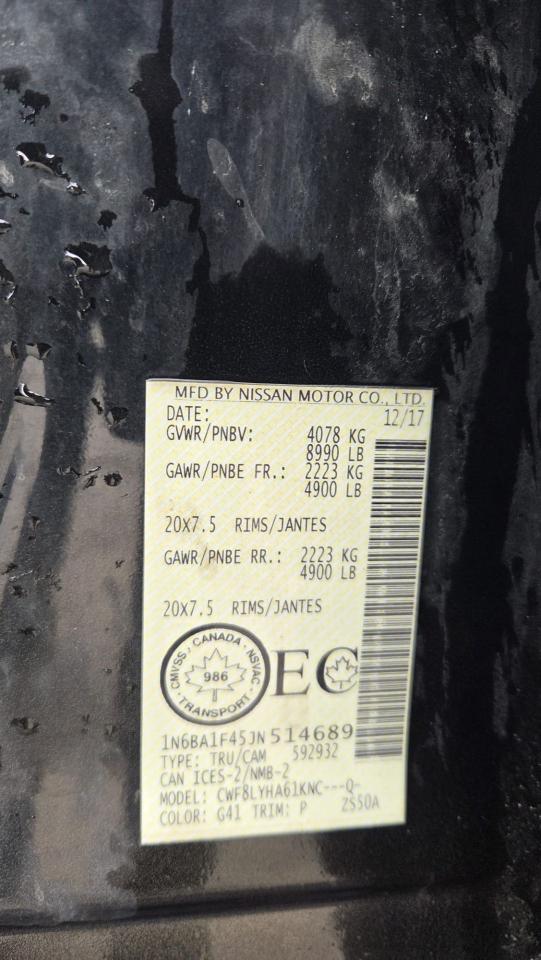 MFD BY NISSAN MOTOR CO., LTD.
DATE: 12/17
GVWR/PNBV: 4078 KG
8990 LB
GAWR/PNBE FR.: 2223 KG
4900 LB
20X7.5 RIMS/JANTES
GAWR/PNBE RR.: 2223 KG
4900 LB
20X7.5 RIMS/JANTES
CMVSS · CANADA · NSVAC
986
TRANSPORT
EC
1N6BA1F45JN514689
TYPE: TRU/CAM 592932
CAN ICES-2/NMB-2
MODEL: CWF8LYHA61KNC---Q-
COLOR: G41 TRIM: P ZS50A